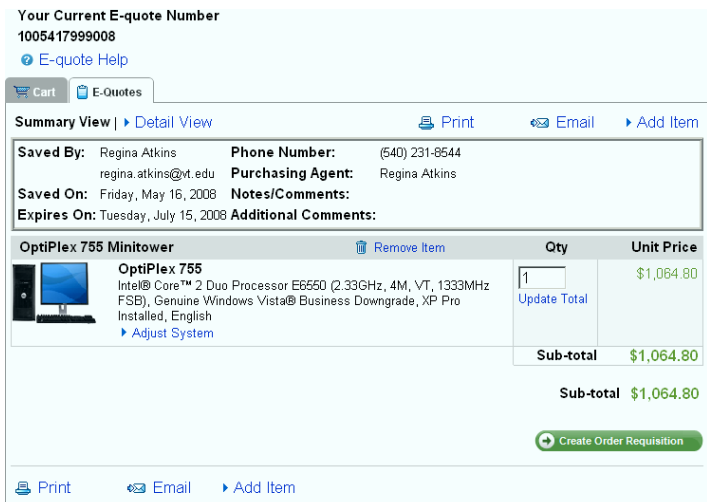 Your Current E-quote Number
1005417999008
E-quote Help
Cart E-Quotes
Summary View | Detail View Print Email Add Item
Saved By: Regina Atkins Phone Number: (540) 231-8544
regina.atkins@vt.edu Purchasing Agent: Regina Atkins
Saved On: Friday, May 16, 2008 Notes/Comments:
Expires On: Tuesday, July 15, 2008 Additional Comments:
OptiPlex 755 Minitower Remove Item Qty Unit Price
OptiPlex 755 1 $1,064.80
Intel® Core™ 2 Duo Processor E6550 (2.33GHz, 4M, VT, 1333MHz
FSB), Genuine Windows Vista® Business Downgrade, XP Pro Update Total
Installed, English
Adjust System
Sub-total $1,064.80
Sub-total $1,064.80
Create Order Requisition
Print Email Add Item